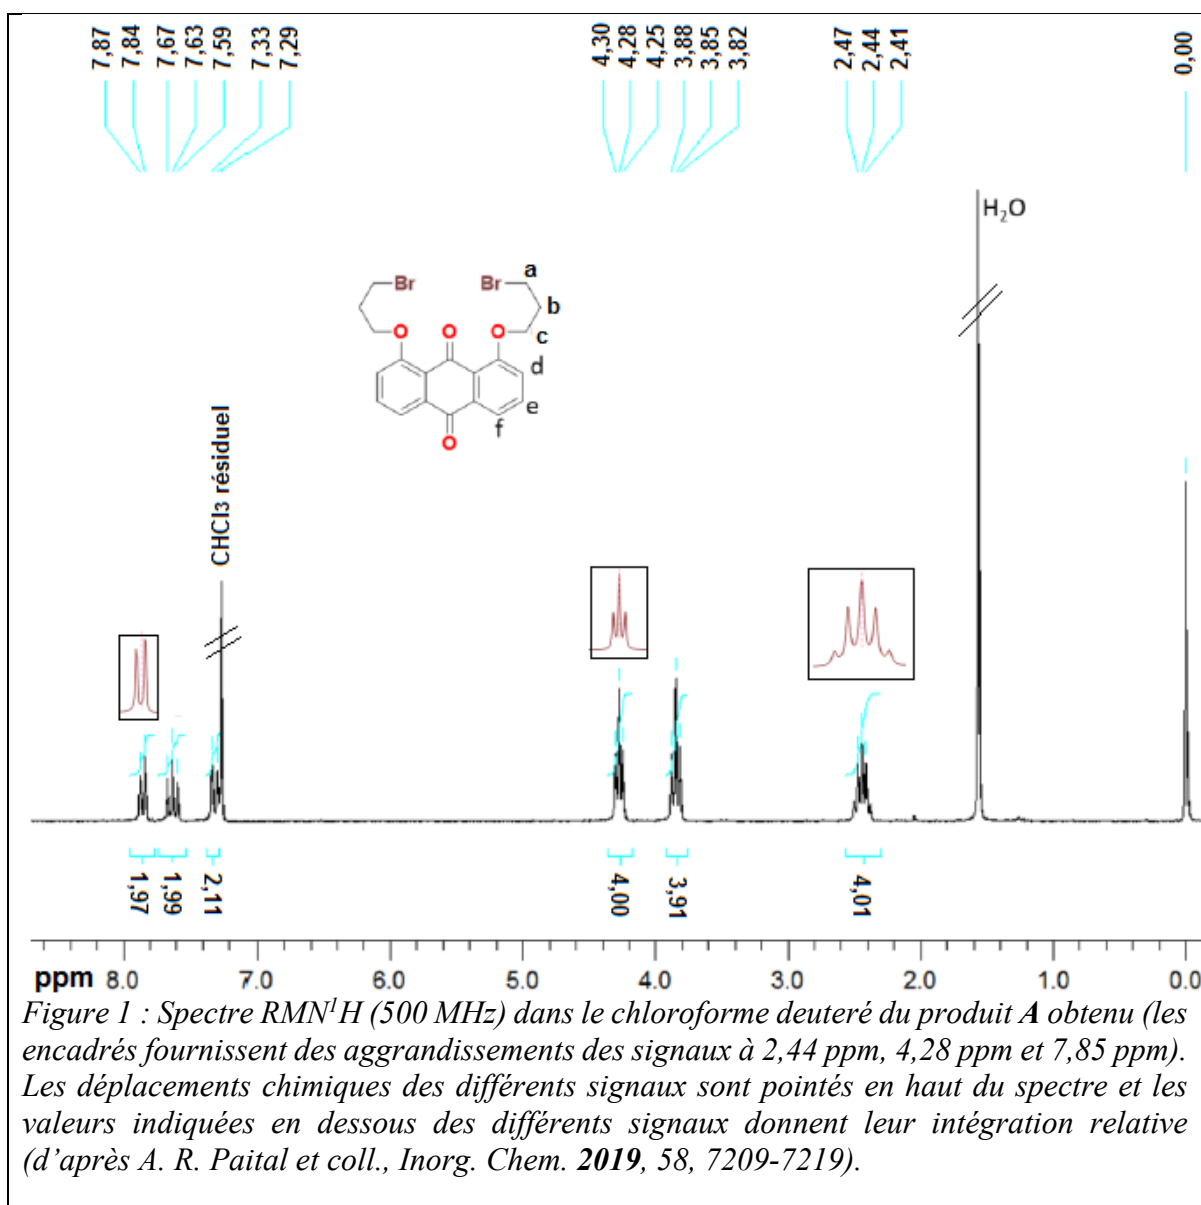 7,87 7,84 7,67 7,63 7,59 7,33 7,29 4,30 4,28 4,25 3,88 3,85 3,82 2,47 2,44 2,41 0,00
H2O
Br Br a
b
O O O c
d
e
f
O
CHCl3 résiduel
1,97 1,99 2,11 4,00 3,91 4,01
ppm 8.0 7.0 6.0 5.0 4.0 3.0 2.0 1.0 0.0
Figure 1 : Spectre RMN1H (500 MHz) dans le chloroforme deuteré du produit A obtenu (les
encadrés fournissent des aggrandissements des signaux à 2,44 ppm, 4,28 ppm et 7,85 ppm).
Les déplacements chimiques des différents signaux sont pointés en haut du spectre et les
valeurs indiquées en dessous des différents signaux donnent leur intégration relative
(d'après A. R. Paital et coll., Inorg. Chem. 2019, 58, 7209-7219).